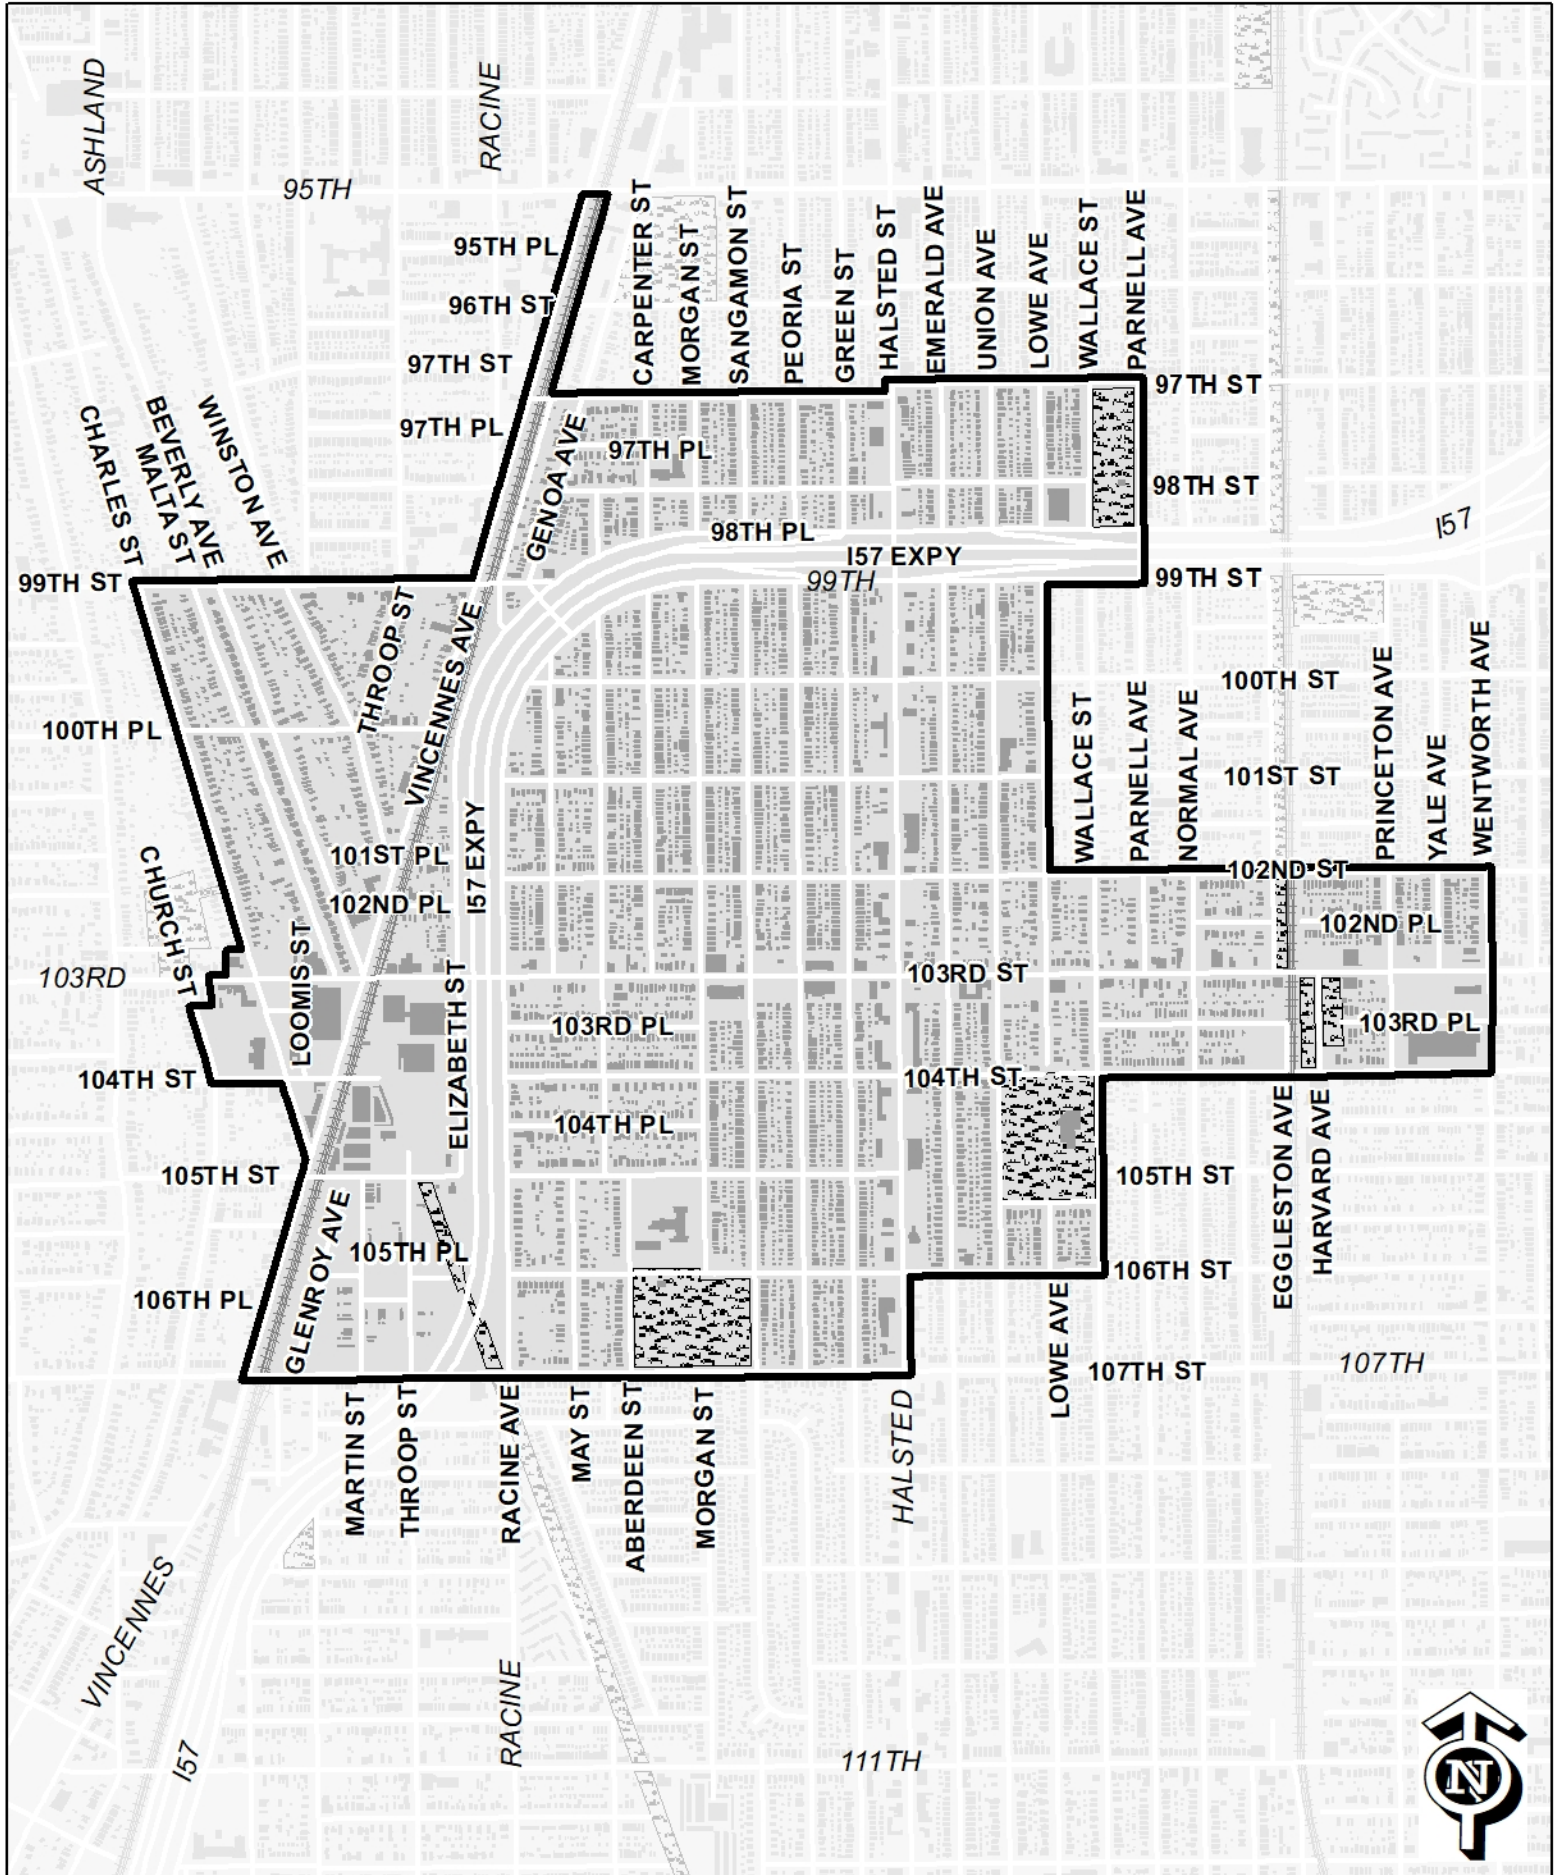 ASHLAND
RACINE
95TH
95TH PL
96TH ST
97TH ST
97TH PL
CARPENTER ST
MORGAN ST
SANGAMON ST
PEORIA ST
GREEN ST
HALSTED ST
EMERALD AVE
UNION AVE
LOWE AVE
WALLACE ST
PARNELL AVE
97TH ST
98TH ST
99TH ST
I57
GENOA AVE
97TH PL
98TH PL
I57 EXPY
99TH
CHARLES ST
BEVERLY AVE
MALTA ST
WINSTON AVE
99TH ST
THROOP ST
VINCENNES AVE
100TH PL
101ST PL
102ND PL
I57 EXPY
WALLACE ST
PARNELL AVE
NORMAL AVE
100TH ST
101ST ST
PRINCETON AVE
YALE AVE
WENTWORTH AVE
102ND ST
102ND PL
CHURCH ST
103RD
LOOMIS ST
ELIZABETH ST
103RD ST
103RD PL
103RD PL
104TH ST
104TH ST
104TH PL
105TH ST
105TH ST
GLENROY AVE
105TH PL
106TH PL
106TH ST
EGGLESTON AVE
HARVARD AVE
LOWE AVE
107TH ST
107TH
MARTIN ST
THROOP ST
RACINE AVE
MAY ST
ABERDEEN ST
MORGAN ST
HALSTED
VINCENNES
I57
RACINE
111TH
N